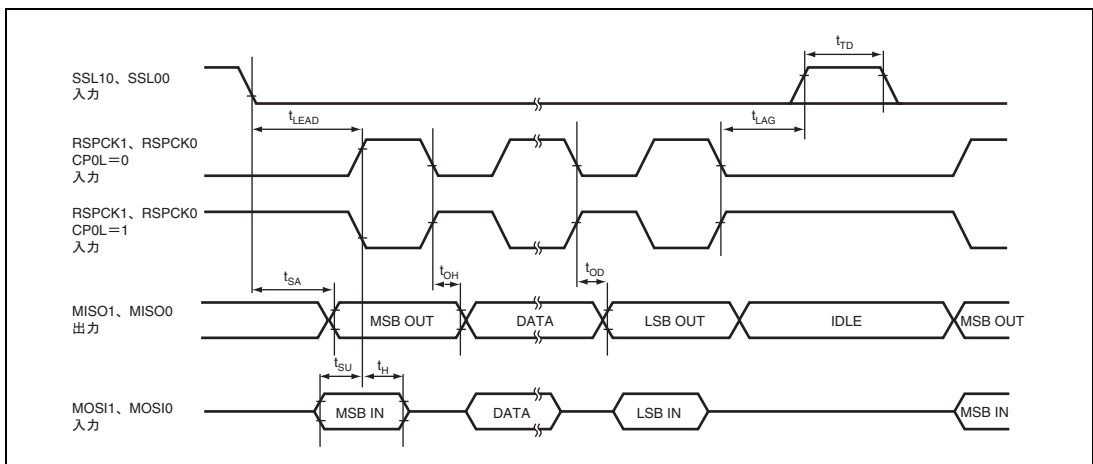 tTD
SSL10、SSL00
入力
tLEAD
tLAG
RSPCK1、RSPCK0
CP0L=0
入力
RSPCK1、RSPCK0
CP0L=1
入力
tSA
tOH
tOD
MISO1、MISO0
出力
MSB OUT
DATA
LSB OUT
IDLE
MSB OUT
tSU
tH
MOSI1、MOSI0
入力
MSB IN
DATA
LSB IN
MSB IN